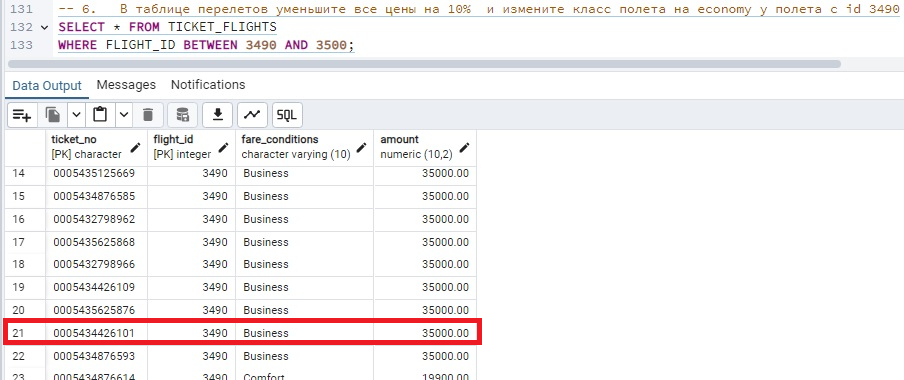 131 -- 6. В таблице перелетов уменьшите все цены на 10% и измените класс полета на economy у полета с id 3490
132 SELECT * FROM TICKET_FLIGHTS
133 WHERE FLIGHT_ID BETWEEN 3490 AND 3500;
Data Output Messages Notifications
SQL
ticket_no flight_id fare_conditions amount
[PK] character [PK] integer character varying (10) numeric (10,2)
14 0005435125669 3490 Business 35000.00
15 0005434876585 3490 Business 35000.00
16 0005432798962 3490 Business 35000.00
17 0005435625868 3490 Business 35000.00
18 0005432798966 3490 Business 35000.00
19 0005434426109 3490 Business 35000.00
20 0005435625876 3490 Business 35000.00
21 0005434426101 3490 Business 35000.00
22 0005434876593 3490 Business 35000.00
23 0005434876614 3490 Comfort 19900.00